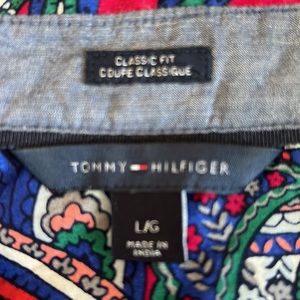 CLASSIC FIT
COUPE CLASSIQUE
TOMMY HILFIGER
L/G
MADE IN
INDIA